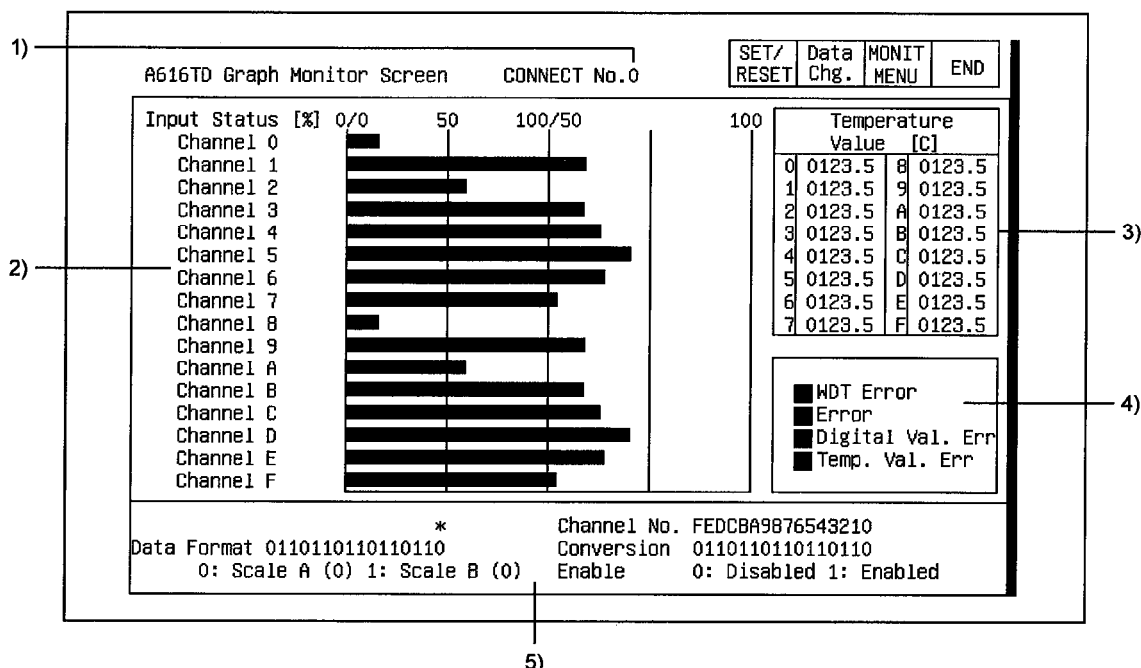 1)
A616TD Graph Monitor Screen CONNECT No.0
SET/ RESET
Data Chg.
MONIT MENU
END
Input Status [%] 0/0 50 100/50 100
Channel 0
Channel 1
Channel 2
Channel 3
Channel 4
Channel 5
Channel 6
Channel 7
Channel 8
Channel 9
Channel A
Channel B
Channel C
Channel D
Channel E
Channel F
2)
Temperature
Value [C]
0 0123.5 8 0123.5
1 0123.5 9 0123.5
2 0123.5 A 0123.5
3 0123.5 B 0123.5
4 0123.5 C 0123.5
5 0123.5 D 0123.5
6 0123.5 E 0123.5
7 0123.5 F 0123.5
3)
WDT Error
Error
Digital Val. Err
Temp. Val. Err
4)
*
Data Format 0110110110110110
0: Scale A (0) 1: Scale B (0)
Channel No. FEDCBA9876543210
Conversion 0110110110110110
Enable 0: Disabled 1: Enabled
5)